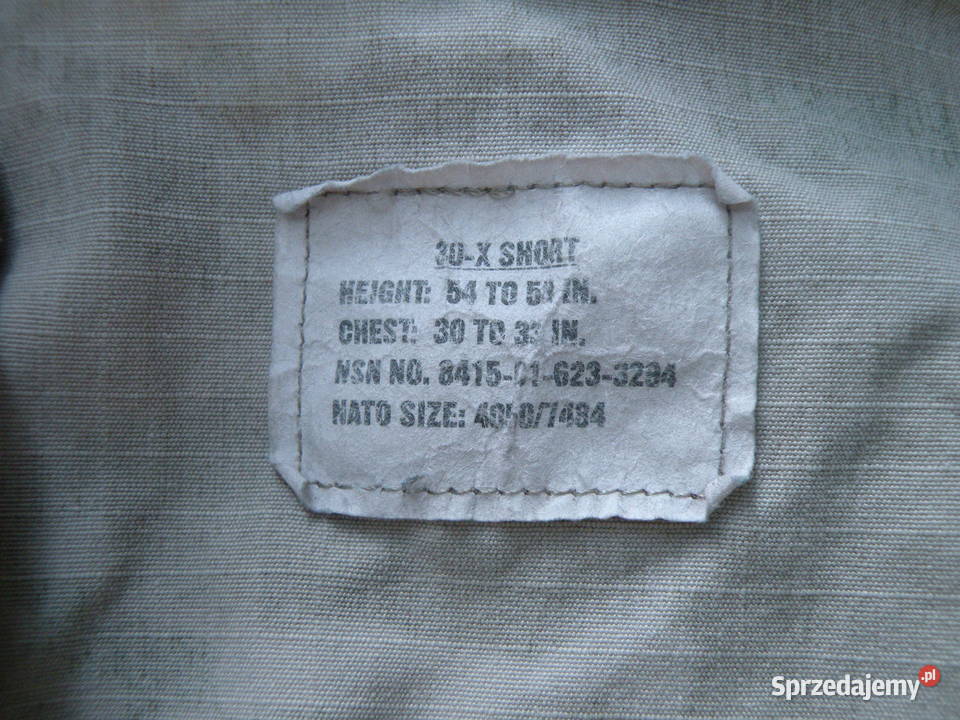 30-X SHORT
HEIGHT: 54 TO IN.
CHEST: 30 TO IN.
NSN NO. 8415-01-623-3294
NATO SIZE:
Sprzedajemy.pl